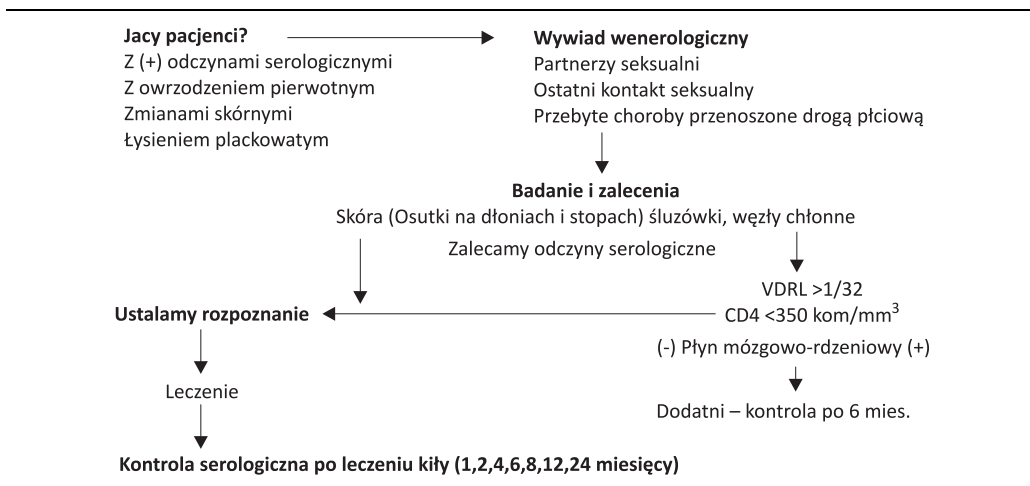 Jacy pacjenci?
Z (+) odczynami serologicznymi
Z owrzodzeniem pierwotnym
Zmianami skórnymi
Łysieniem plackowatym
Wywiad wenerologiczny
Partnerzy seksualni
Ostatni kontakt seksualny
Przebyte choroby przenoszone drogą płciową
Badanie i zalecenia
Skóra (Osutki na dłoniach i stopach) śluzówki, węzły chłonne
Zalecamy odczyny serologiczne
VDRL >1/32
CD4 <350 kom/mm³
(-) Płyn mózgowo-rdzeniowy (+)
Dodatni – kontrola po 6 mies.
Ustalamy rozpoznanie
Leczenie
Kontrola serologiczna po leczeniu kiły (1,2,4,6,8,12,24 miesięcy)